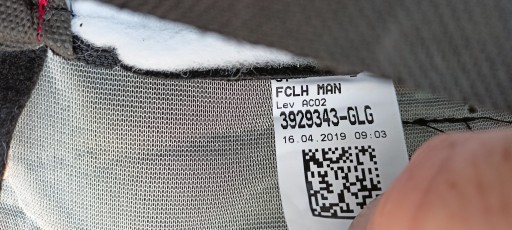 FCLH MAN
Lev AC02
3929343-GLG
16.04.2019 09:03